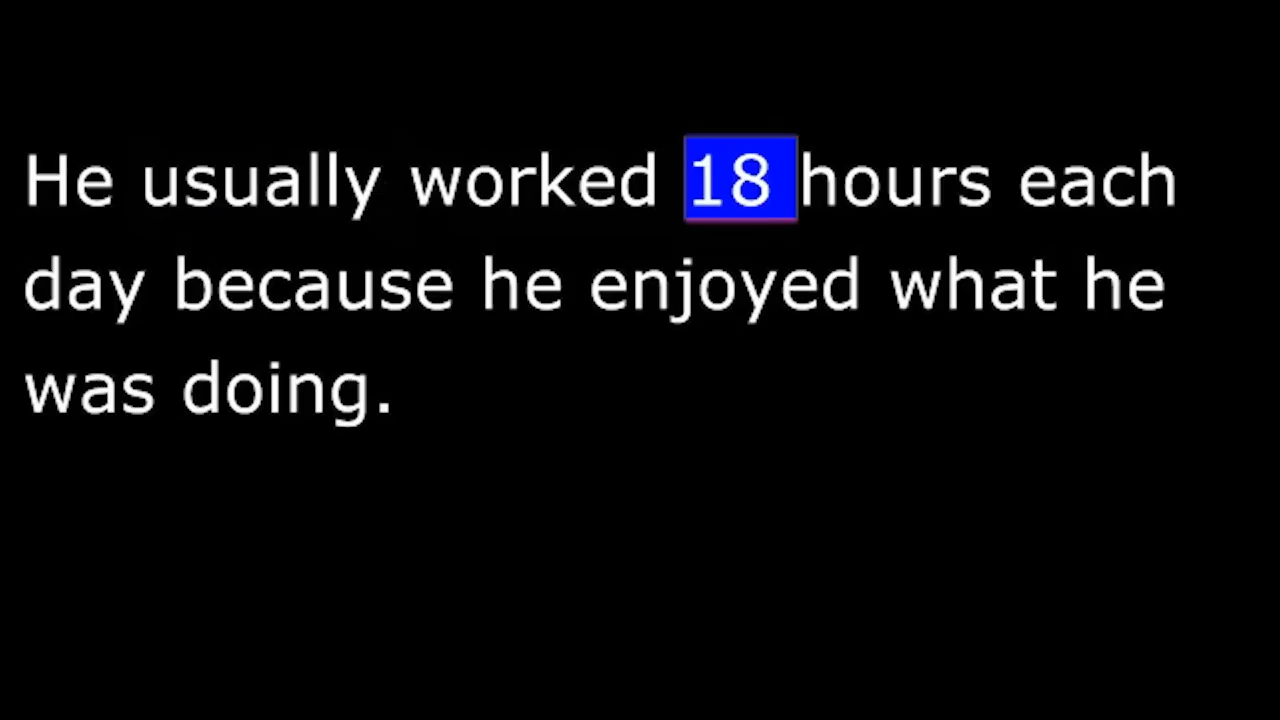 He usually worked 18 hours each
day because he enjoyed what he
was doing.